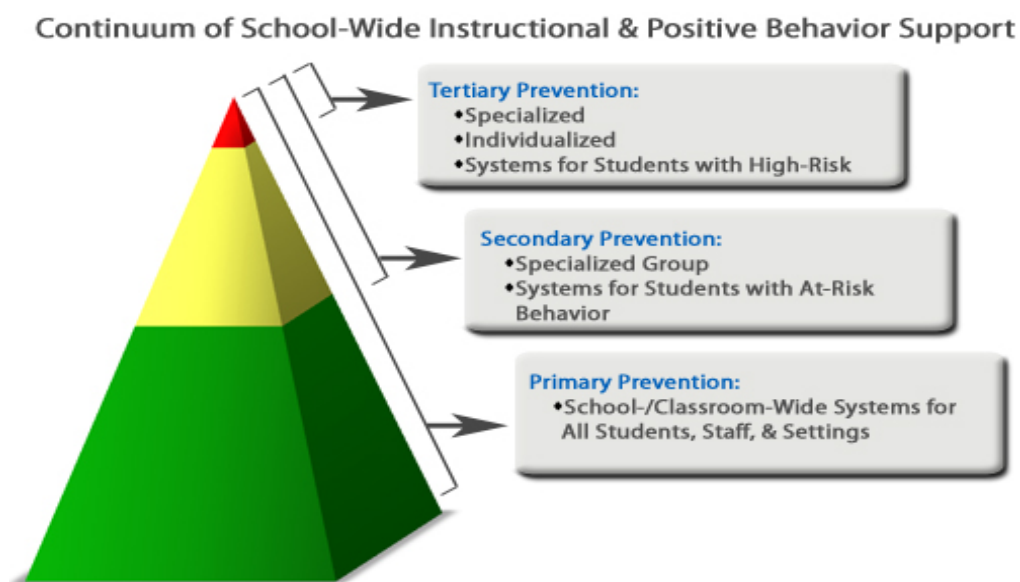 Continuum of School-Wide Instructional & Positive Behavior Support
Tertiary Prevention:
◆Specialized
◆Individualized
◆Systems for Students with High-Risk
Secondary Prevention:
◆Specialized Group
◆Systems for Students with At-Risk
Behavior
Primary Prevention:
◆School-/Classroom-Wide Systems for
All Students, Staff, & Settings